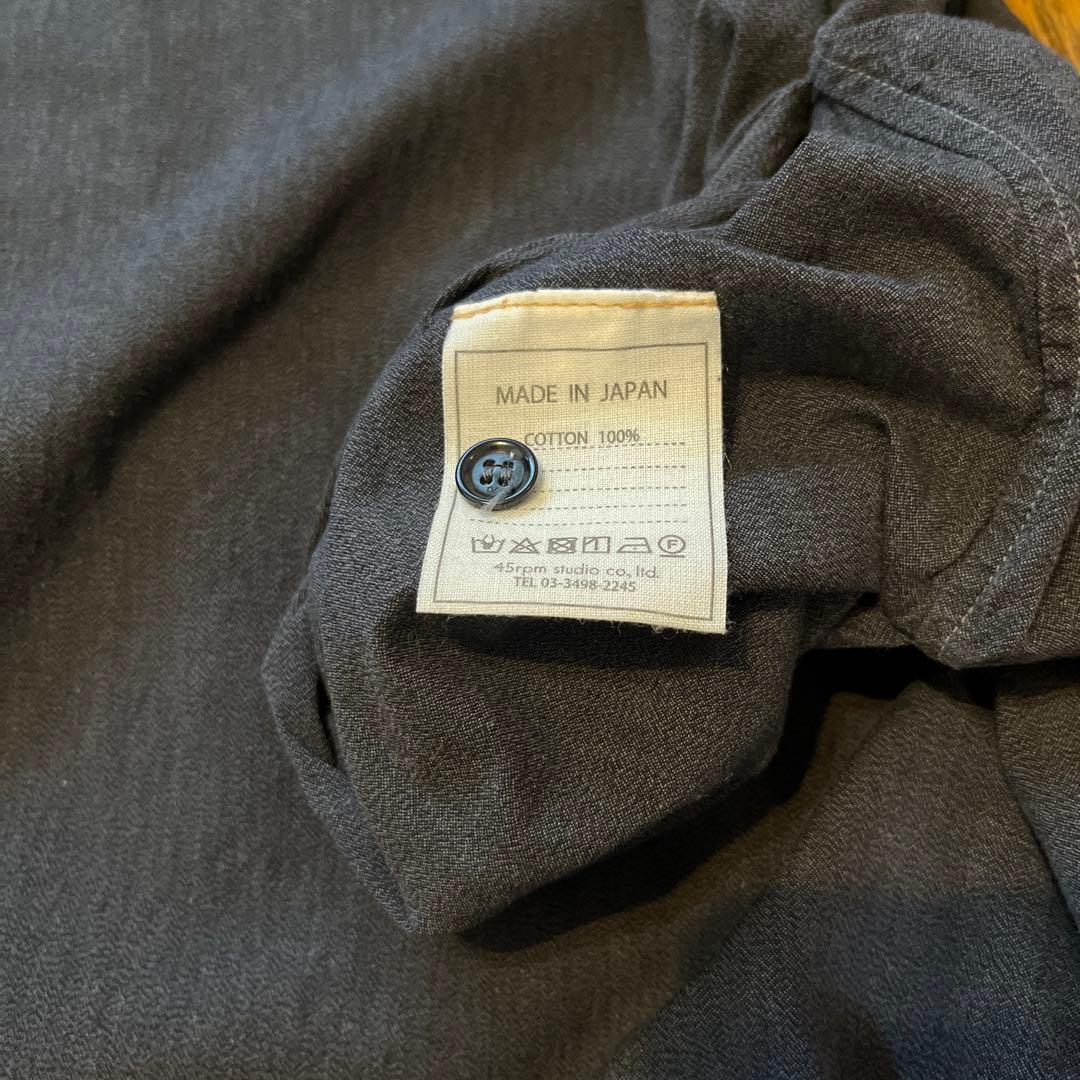 MADE IN JAPAN
COTTON 100%
45rpm studio co., ltd.
TEL 03-3498-2245